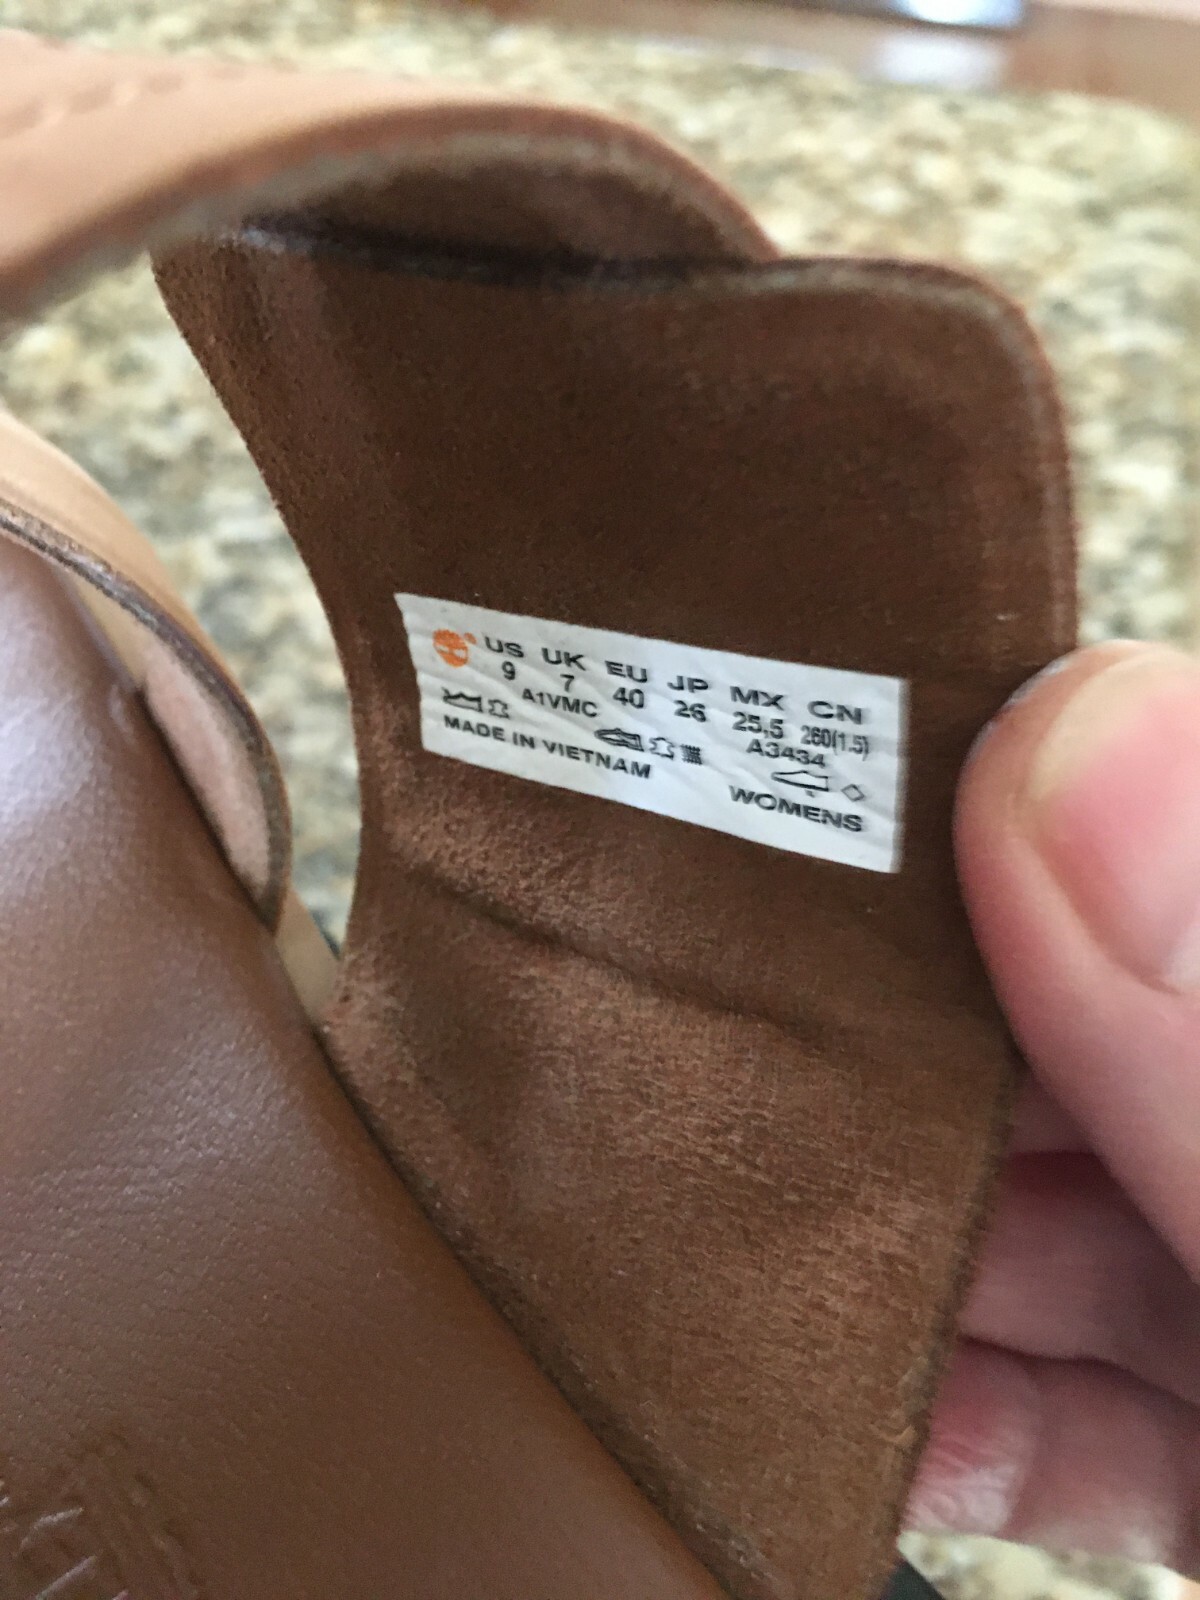 US UK EU JP MX CN
9 7 40 26 25,5 260(1.5)
A1VMC A3434
MADE IN VIETNAM WOMENS